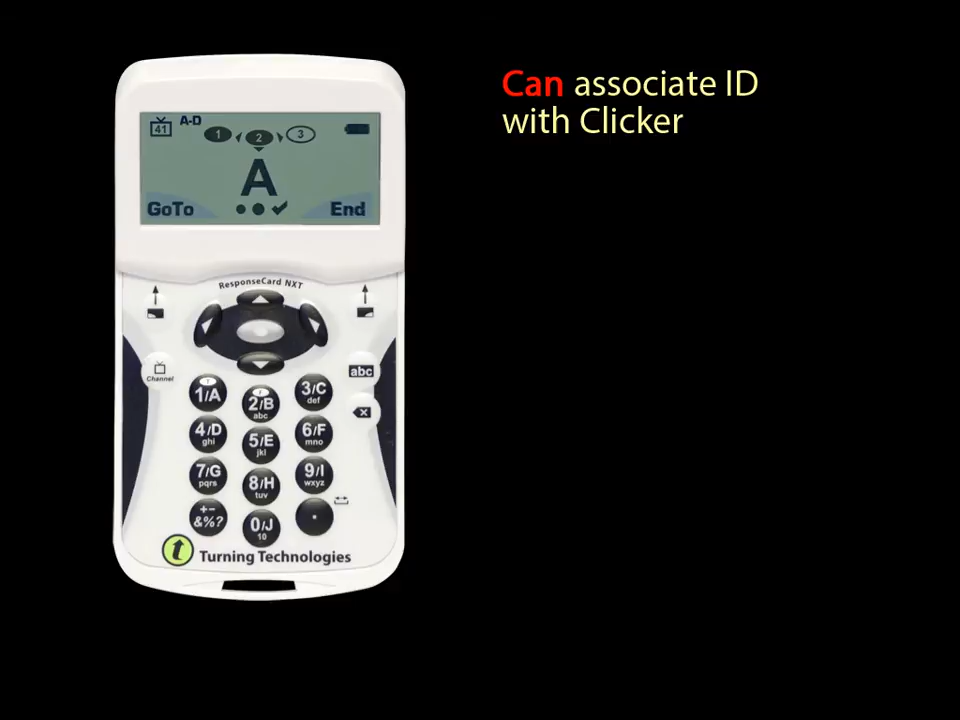 Can associate ID
with Clicker
41 A-D 1 2 3
A
GoTo End
ResponseCard NXT
Channel
abc
1/A 2/B abc 3/C def
4/D ghi 5/E jkl 6/F mno
7/G pqrs 8/H tuv 9/I wxyz
+- &%? 0/J 10 .
t Turning Technologies